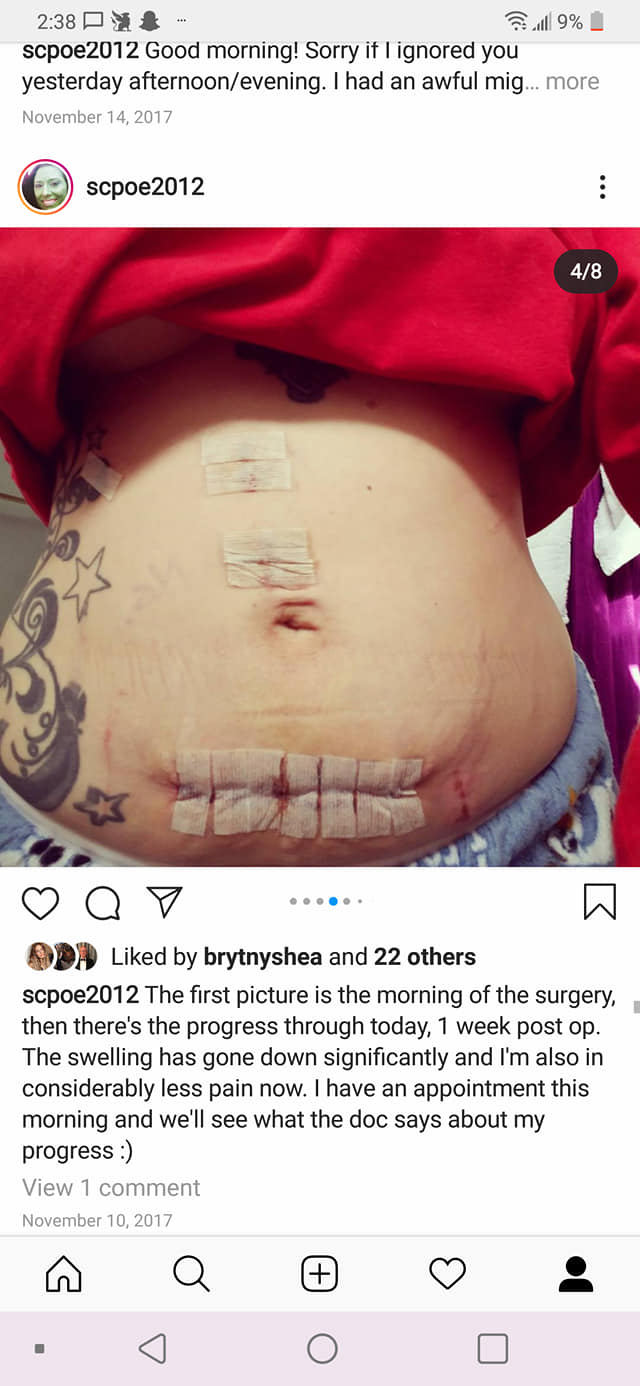 2:38 9%
scpoe2012 Good morning! Sorry if I ignored you
yesterday afternoon/evening. I had an awful mig... more
November 14, 2017
scpoe2012
4/8
Liked by brytnyshea and 22 others
scpoe2012 The first picture is the morning of the surgery,
then there's the progress through today, 1 week post op.
The swelling has gone down significantly and I'm also in
considerably less pain now. I have an appointment this
morning and we'll see what the doc says about my
progress :)
View 1 comment
November 10, 2017